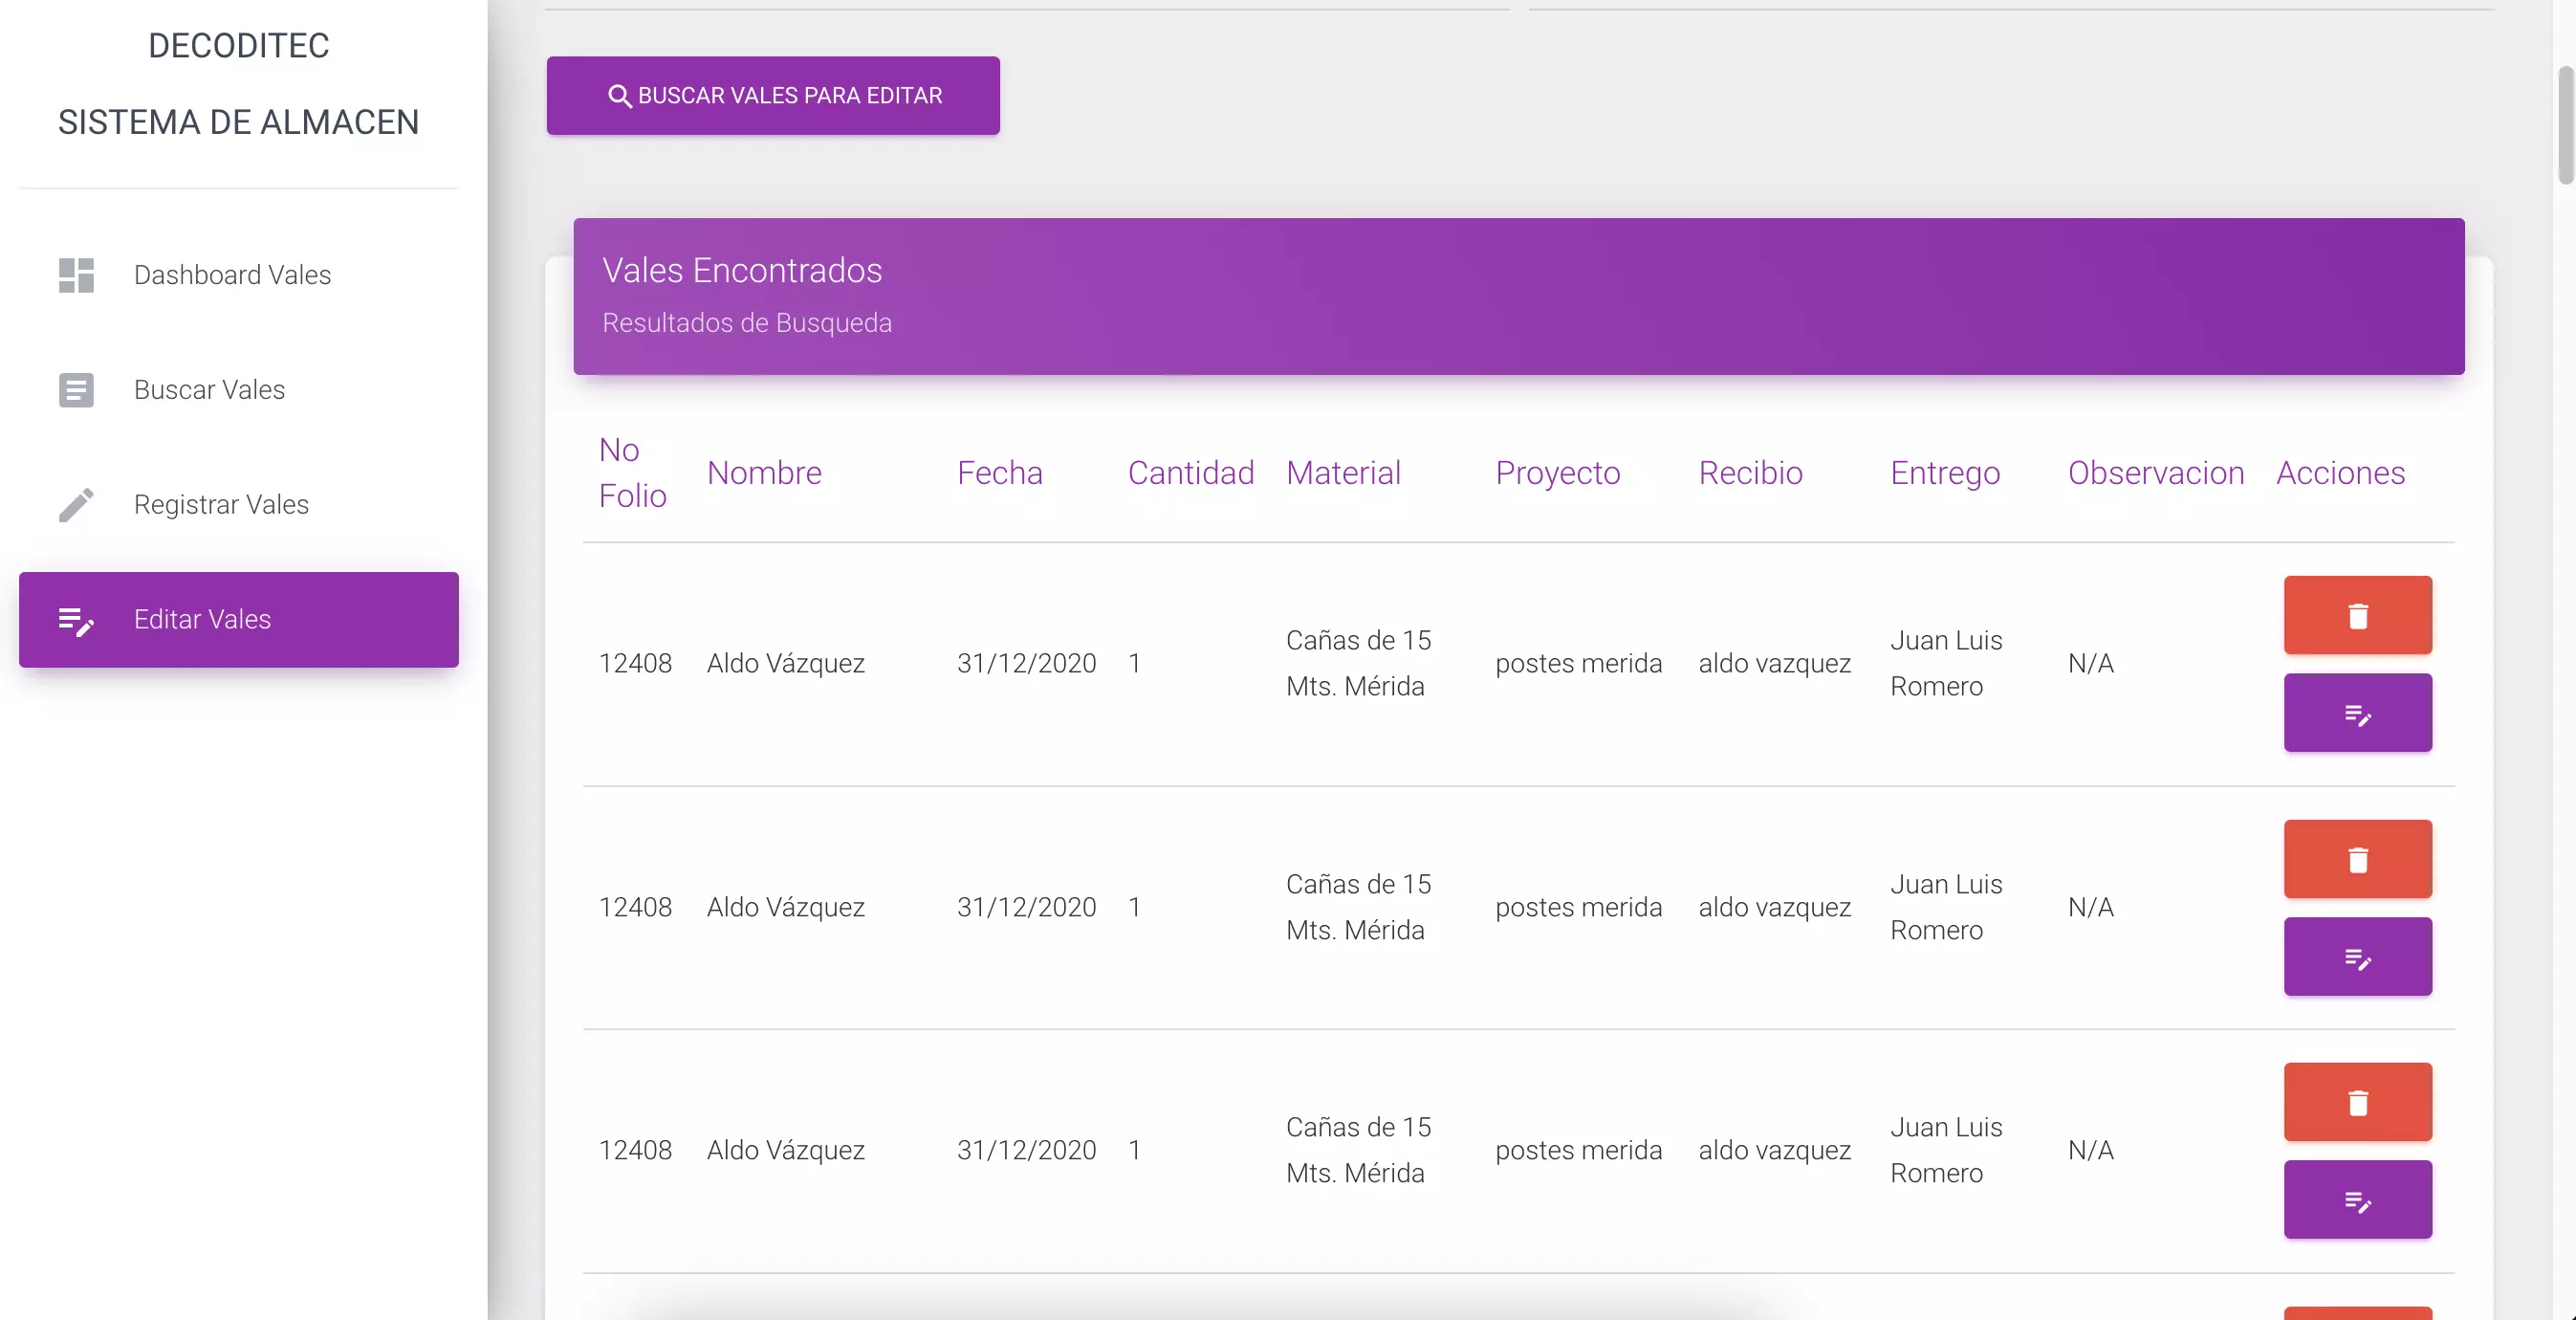 DECODITEC
SISTEMA DE ALMACEN
Dashboard Vales
Buscar Vales
Registrar Vales
Editar Vales
BUSCAR VALES PARA EDITAR
Vales Encontrados
Resultados de Busqueda
No Folio Nombre Fecha Cantidad Material Proyecto Recibio Entrego Observacion Acciones
12408 Aldo Vázquez 31/12/2020 1 Cañas de 15 Mts. Mérida postes merida aldo vazquez Juan Luis Romero N/A
12408 Aldo Vázquez 31/12/2020 1 Cañas de 15 Mts. Mérida postes merida aldo vazquez Juan Luis Romero N/A
12408 Aldo Vázquez 31/12/2020 1 Cañas de 15 Mts. Mérida postes merida aldo vazquez Juan Luis Romero N/A